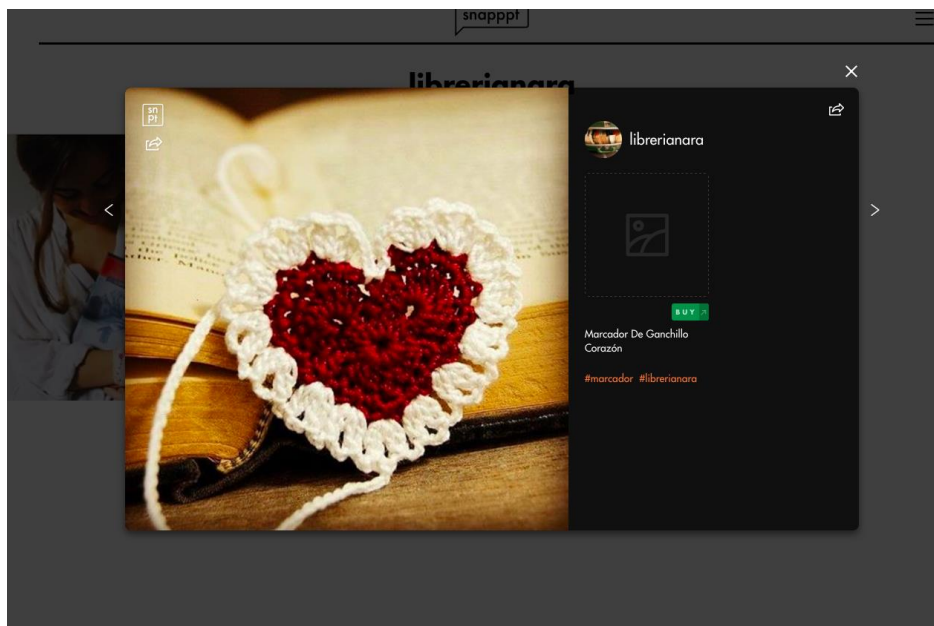 snapppt
librerianara
sn
pt
librerianara
BUY
Marcador De Ganchillo
Corazón
#marcador #librerianara